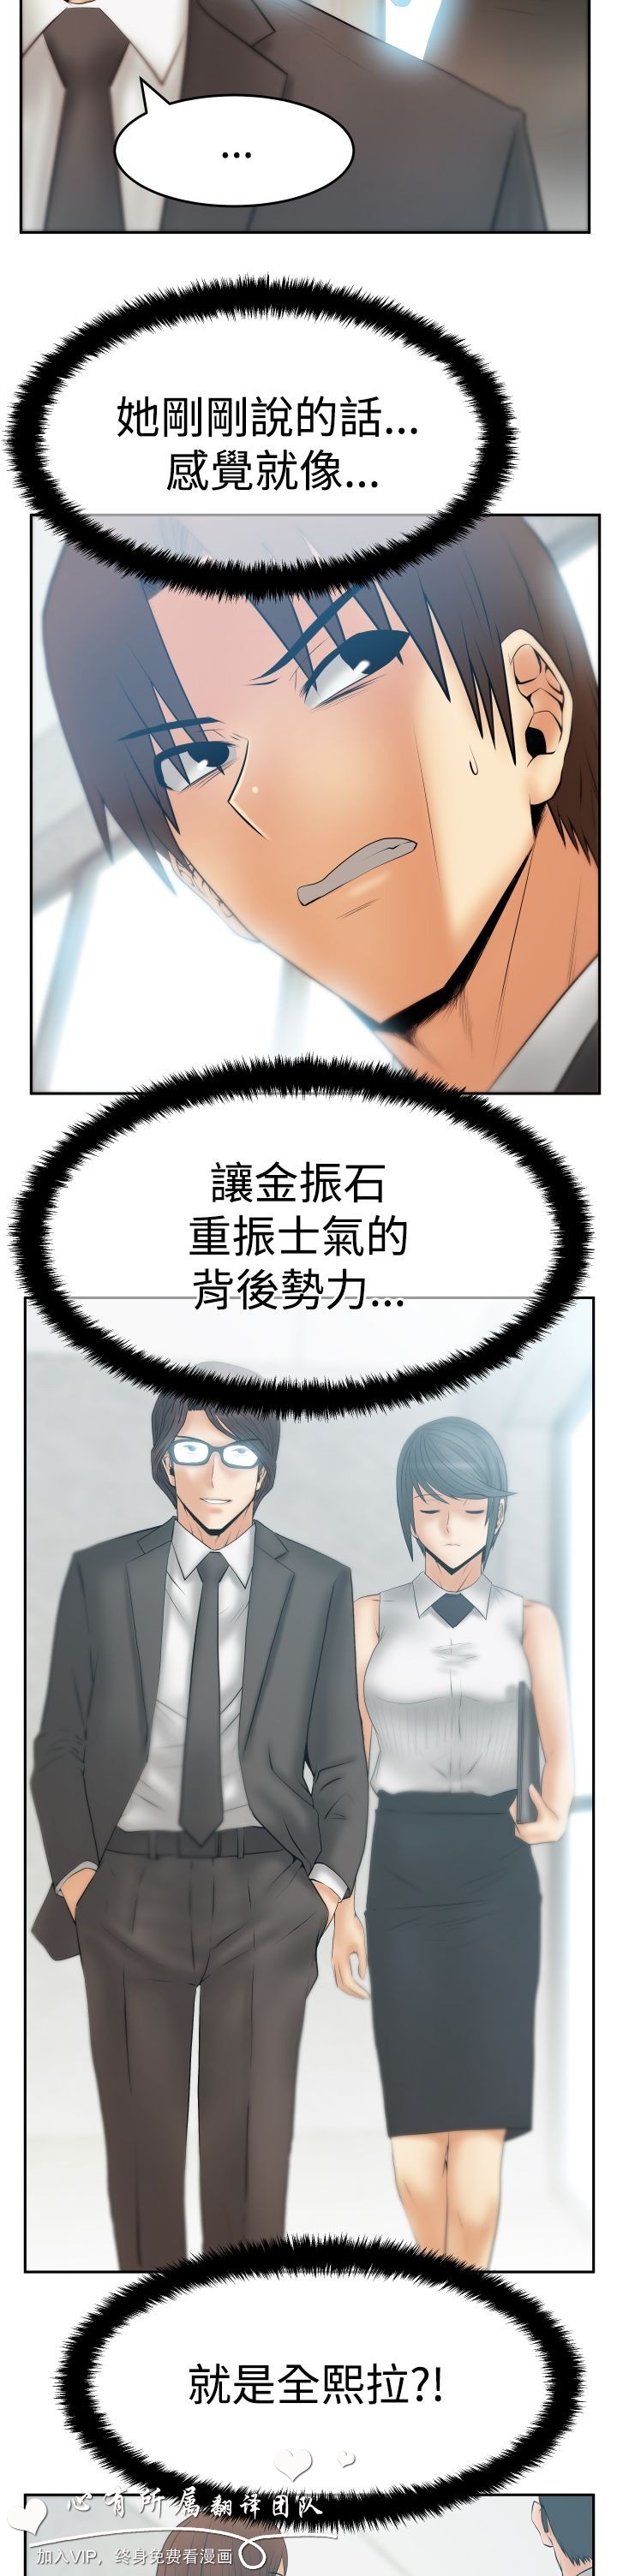 ...
她剛剛說的話...
感覺就像...
讓金振石
重振士氣的
背後勢力...
就是全熙拉?!
心有所属翻译团队
加入VIP，终身免费看漫画